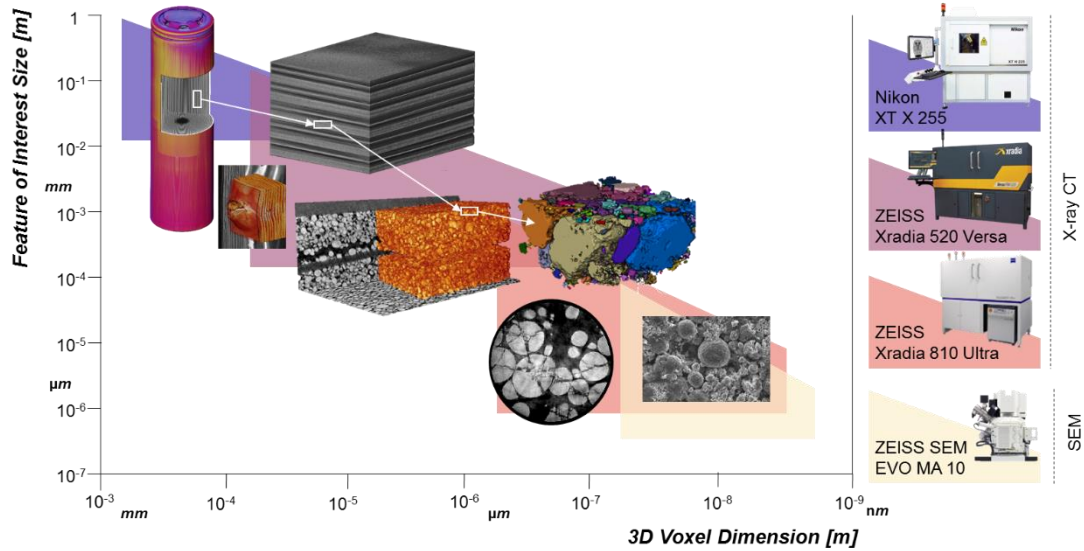 Feature of Interest Size [m]
1
10-1
10-2
mm
10-3
10-4
10-5
µm
10-6
10-7
10-3
10-4
10-5
10-6
10-7
10-8
10-9
mm
µm
nm
3D Voxel Dimension [m]
Nikon
XT X 255
ZEISS
Xradia 520 Versa
ZEISS
Xradia 810 Ultra
ZEISS SEM
EVO MA 10
X-ray CT
SEM
Nikon
xradia